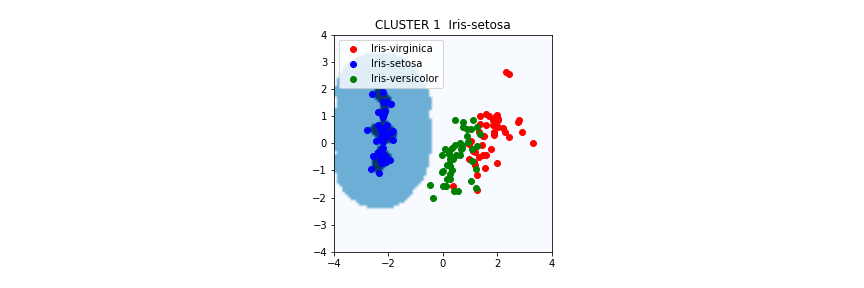 CLUSTER 1  Iris-setosa
4
3
2
1
0
−1
−2
−3
−4
Iris-virginica
Iris-setosa
Iris-versicolor
−4 −2 0 2 4